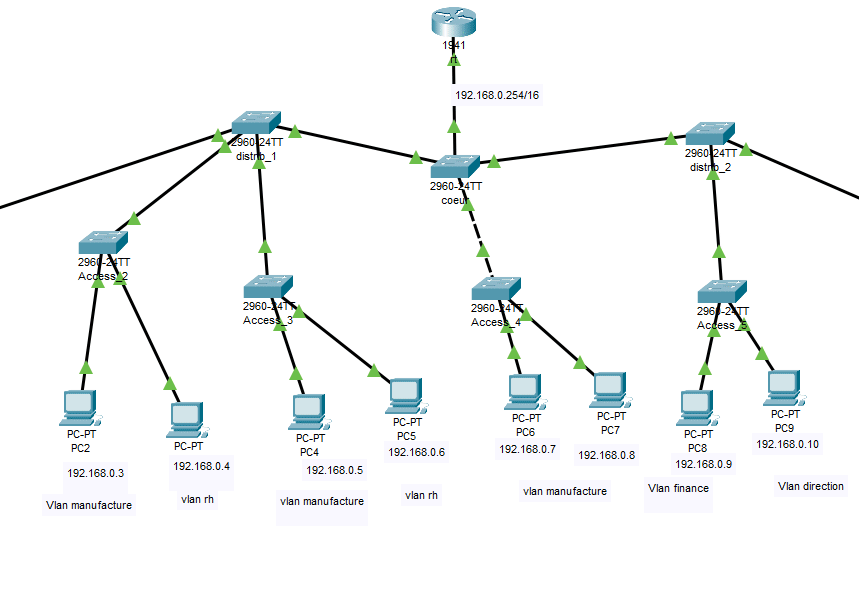 1941
rt
192.168.0.254/16
2960-24TT
distrib_1
2960-24TT
coeur
2960-24TT
distrib_2
2960-24TT
Access_2
2960-24TT
Access_3
2960-24TT
Access_4
2960-24TT
Access_5
PC-PT
PC2
192.168.0.3
Vlan manufacture
PC-PT
192.168.0.4
vlan rh
PC-PT
PC4
192.168.0.5
vlan manufacture
PC-PT
PC5
192.168.0.6
vlan rh
PC-PT
PC6
192.168.0.7
PC-PT
PC7
192.168.0.8
vlan manufacture
PC-PT
PC8
192.168.0.9
Vlan finance
PC-PT
PC9
192.168.0.10
Vlan direction